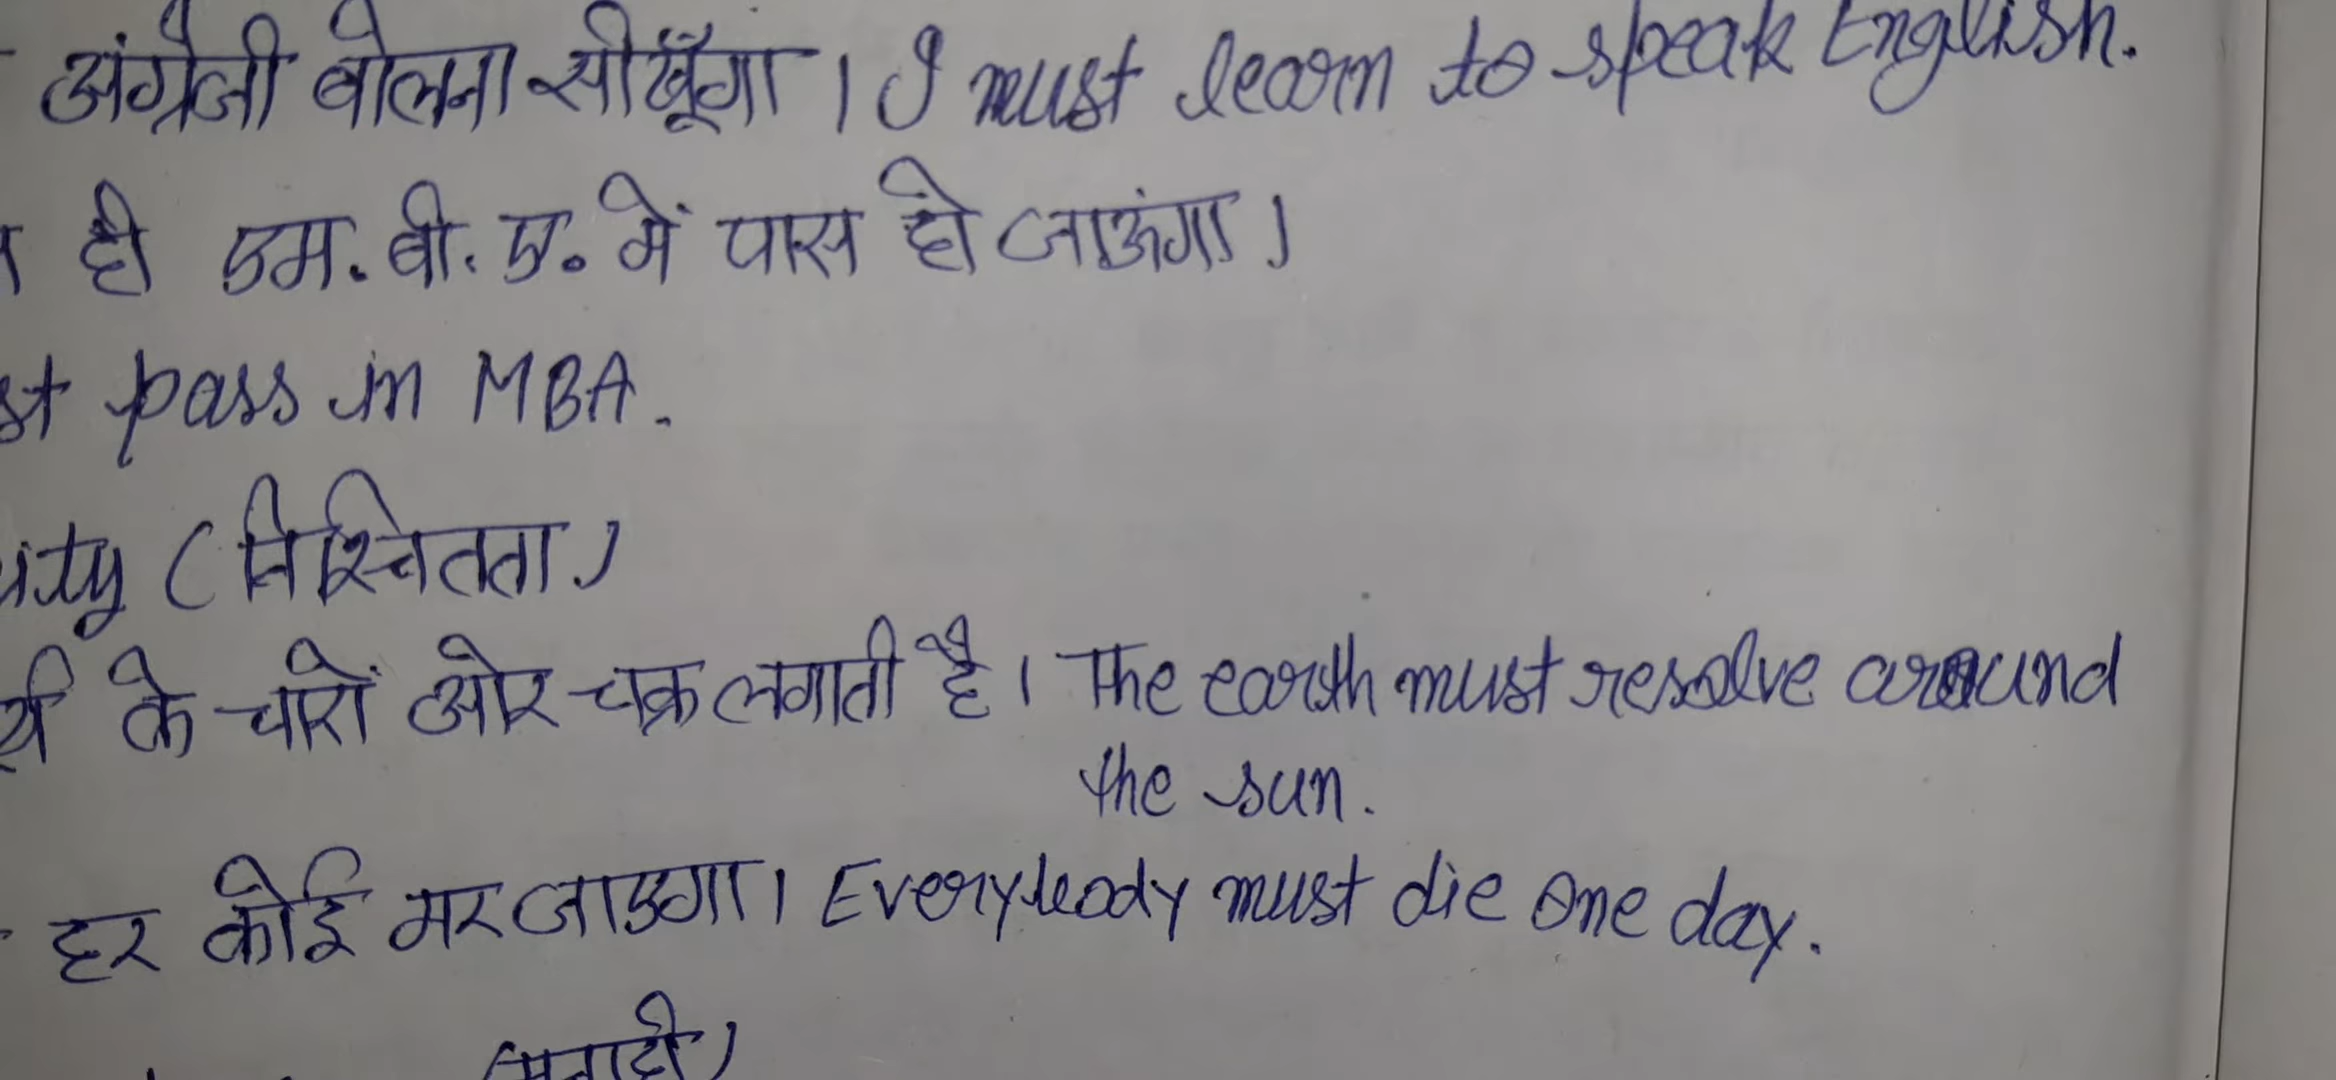 अंग्रेजी बोलना सीखूँगा। I must learn to speak English.
ही एम.बी.ए. में पास हो जाऊंगा।
pass in MBA.
(निश्चितता)
के चारों ओर चक्र लगाती है। The earth must resolve around
the sun.
हर कोई मर जाएगा। Everybody must die one day.
(मनादी)